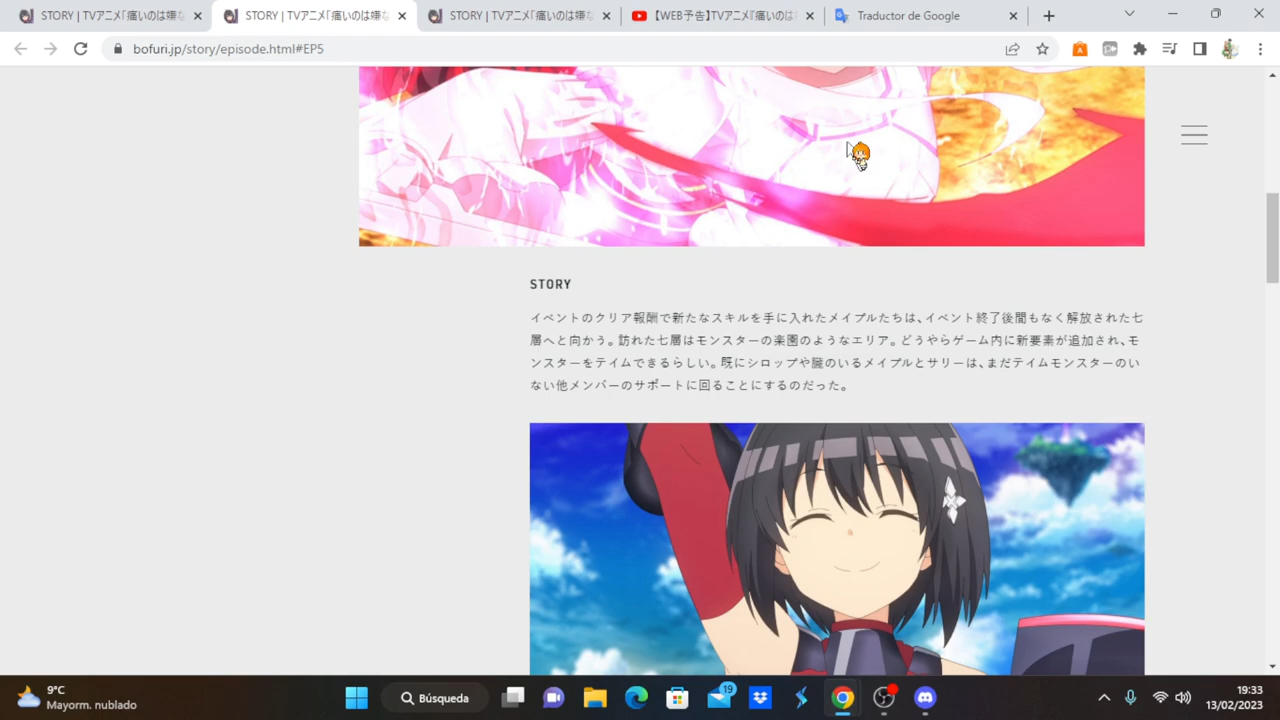 STORY | TVアニメ「痛いのは嫌な
STORY | TVアニメ「痛いのは嫌な
STORY | TVアニメ「痛いのは嫌な
【WEB予告】TVアニメ『痛いのは
Traductor de Google
bofuri.jp/story/episode.html#EP5
STORY
イベントのクリア報酬で新たなスキルを手に入れたメイプルたちは、イベント終了後間もなく解放された七
層へと向かう。訪れた七層はモンスターの楽園のようなエリア。どうやらゲーム内に新要素が追加され、モ
ンスターをテイムできるらしい。既にシロップや朧のいるメイプルとサリーは、まだテイムモンスターのい
ない他メンバーのサポートに回ることにするのだった。
9°C
Mayorm. nublado
Búsqueda
19
19:33
13/02/2023